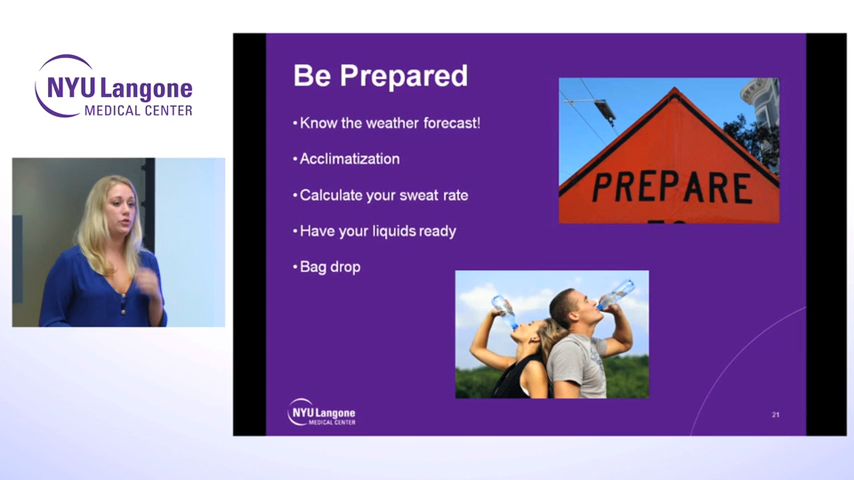 NYU Langone
MEDICAL CENTER
Be Prepared
•Know the weather forecast!
•Acclimatization
•Calculate your sweat rate
•Have your liquids ready
•Bag drop
PREPARE
NYU Langone
MEDICAL CENTER
21